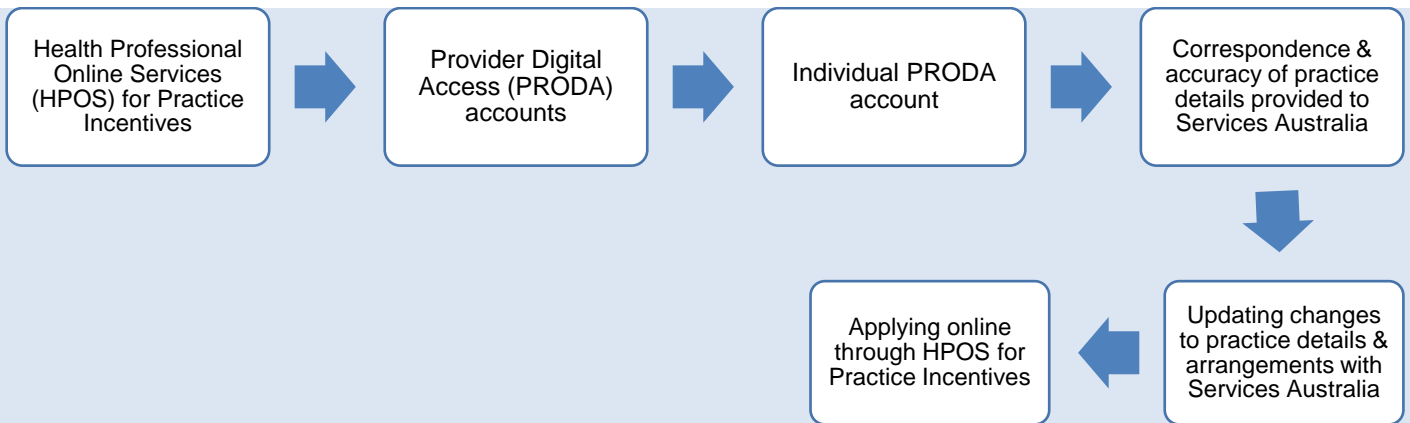 Health Professional
Online Services
(HPOS) for Practice
Incentives
Provider Digital
Access (PRODA)
accounts
Individual PRODA
account
Correspondence &
accuracy of practice
details provided to
Services Australia
Updating changes
to practice details &
arrangements with
Services Australia
Applying online
through HPOS for
Practice Incentives